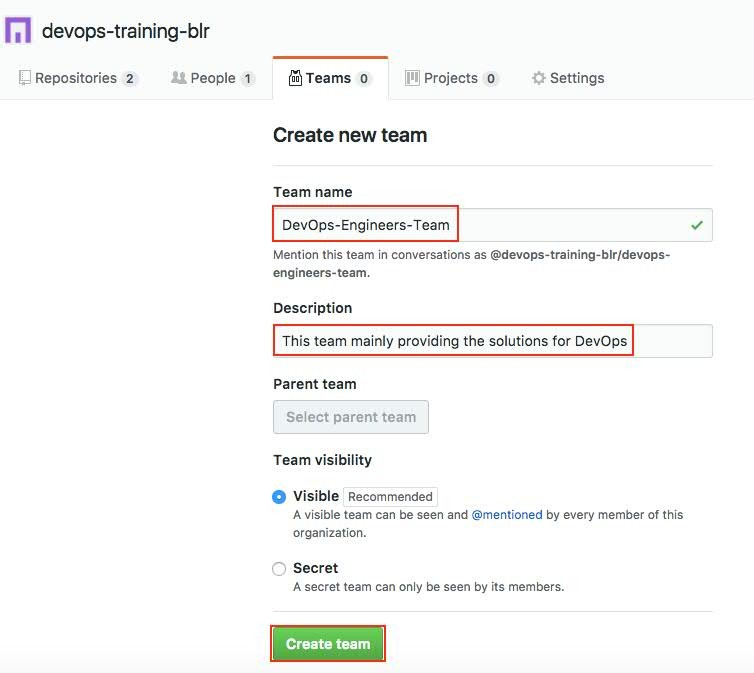 devops-training-blr
Repositories 2 People 1 Teams 0 Projects 0 Settings
Create new team
Team name
DevOps-Engineers-Team
Mention this team in conversations as @devops-training-blr/devops-
engineers-team.
Description
This team mainly providing the solutions for DevOps
Parent team
Select parent team
Team visibility
Visible Recommended
A visible team can be seen and @mentioned by every member of this
organization.
Secret
A secret team can only be seen by its members.
Create team